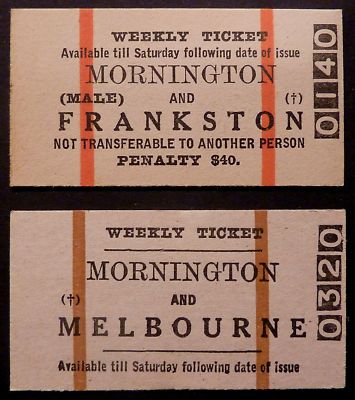 WEEKLY TICKET
Available till Saturday following date of issue
MORNINGTON
(MALE) AND (†)
FRANKSTON
NOT TRANSFERABLE TO ANOTHER PERSON
PENALTY $40.
0140
WEEKLY TICKET
MORNINGTON
(†) AND
MELBOURNE
Available till Saturday following date of issue
0320